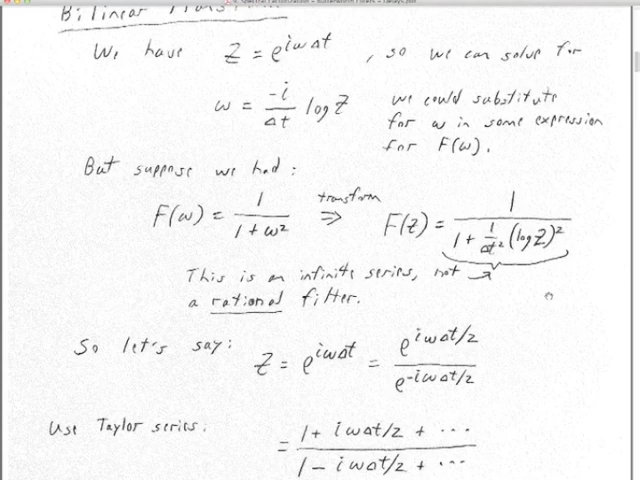 Bilinear Transform
We have Z = e^{iωΔt}, so we can solve for
ω = -i/Δt log Z we could substitute
for ω in some expression
for F(ω).
But suppose we had:
F(ω) = 1/(1+ω²) transform ⇒ F(Z) = 1/(1 + 1/Δt² (log Z)²)
This is an infinite series, not
a rational filter.
So let's say: Z = e^{iωΔt} = e^{iωΔt/2}/e^{-iωΔt/2}
Use Taylor series: = (1 + iωΔt/2 + ···)/(1 - iωΔt/2 + ···)